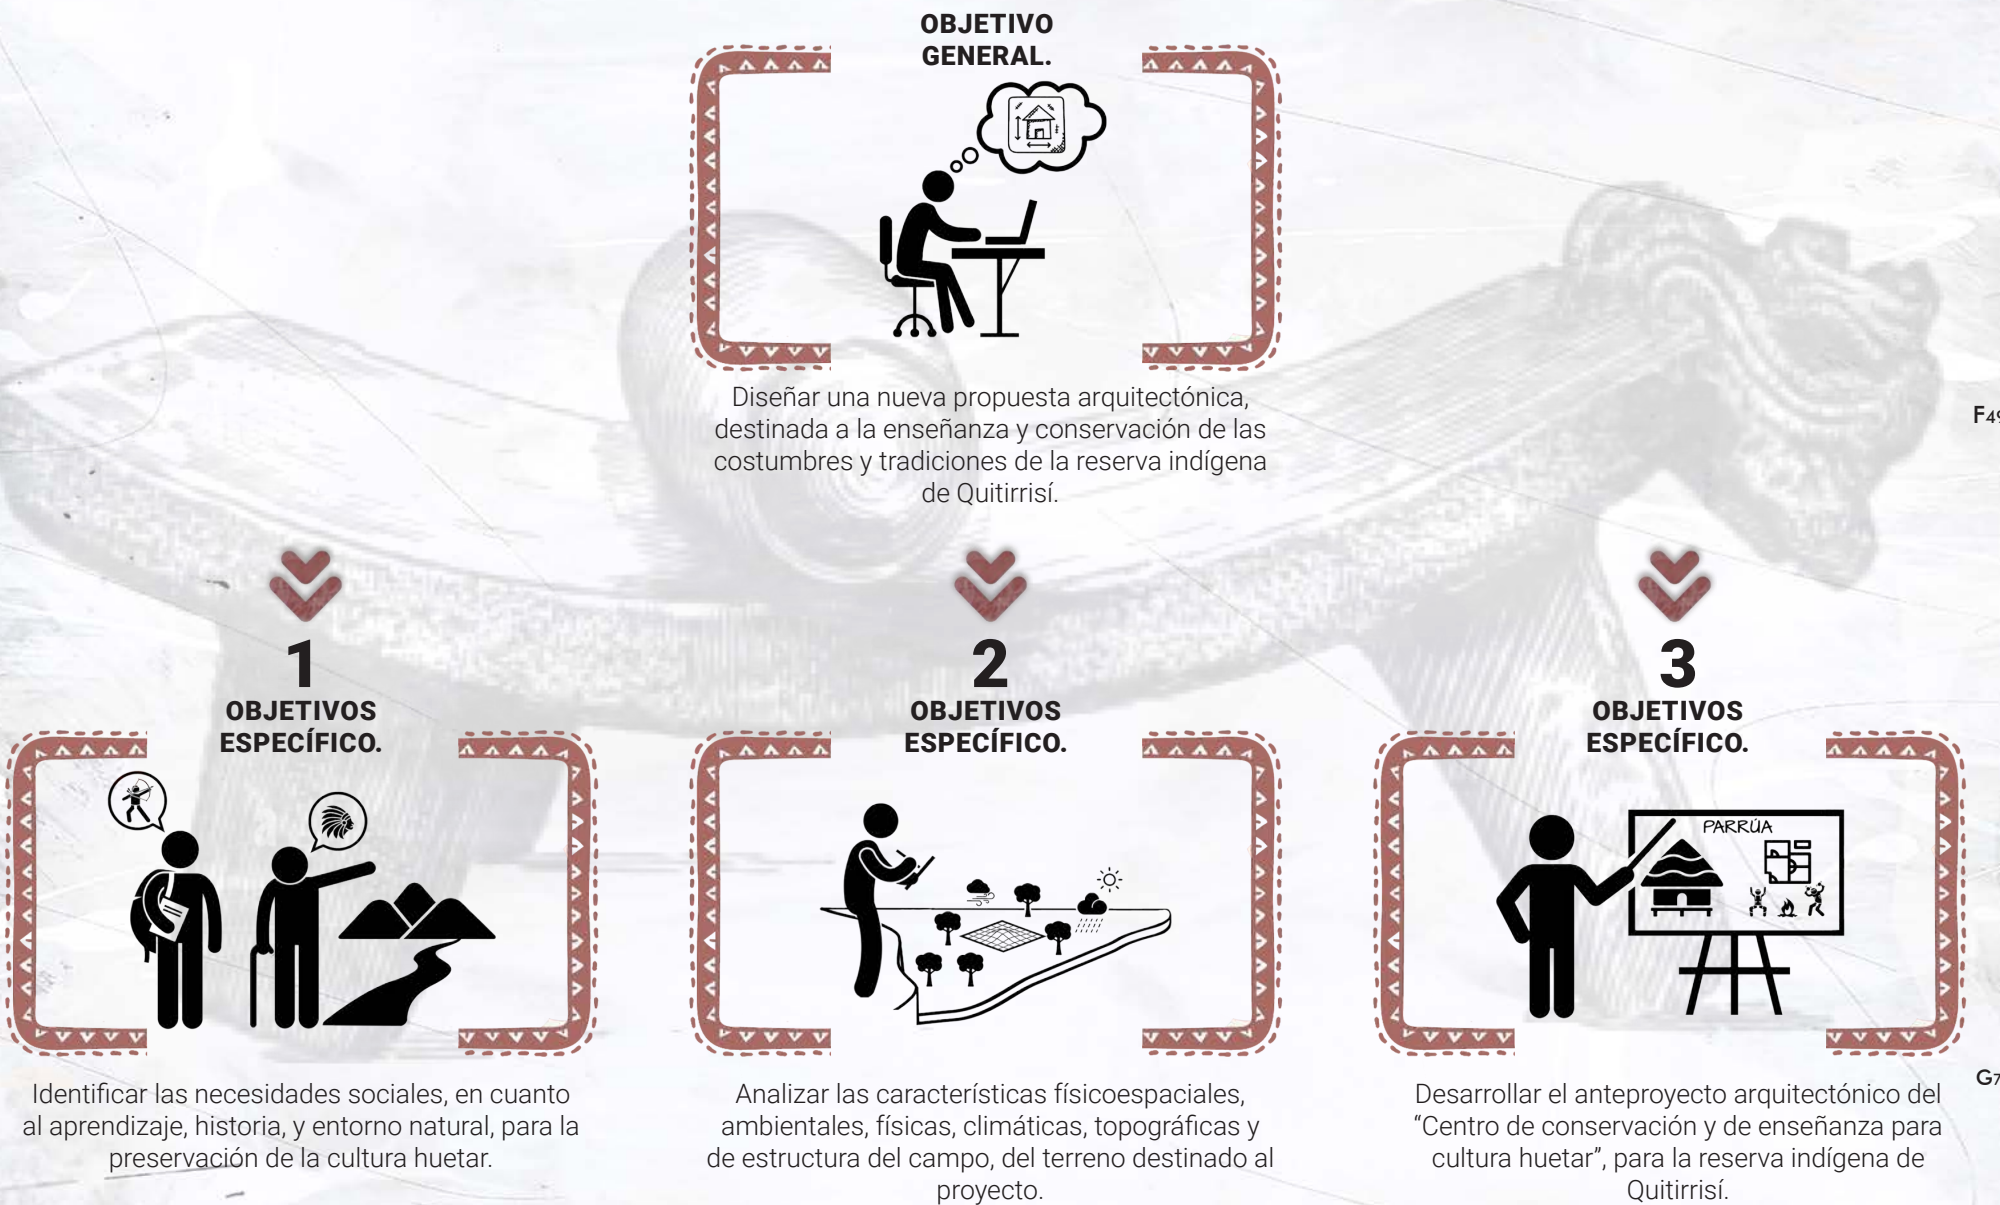 OBJETIVO
GENERAL.
Diseñar una nueva propuesta arquitectónica,
destinada a la enseñanza y conservación de las
costumbres y tradiciones de la reserva indígena
de Quitirrisí.
1
OBJETIVOS
ESPECÍFICO.
Identificar las necesidades sociales, en cuanto
al aprendizaje, historia, y entorno natural, para la
preservación de la cultura huetar.
2
OBJETIVOS
ESPECÍFICO.
Analizar las características físicoespaciales,
ambientales, físicas, climáticas, topográficas y
de estructura del campo, del terreno destinado al
proyecto.
3
OBJETIVOS
ESPECÍFICO.
PARRÚA
Desarrollar el anteproyecto arquitectónico del
“Centro de conservación y de enseñanza para
cultura huetar”, para la reserva indígena de
Quitirrisí.